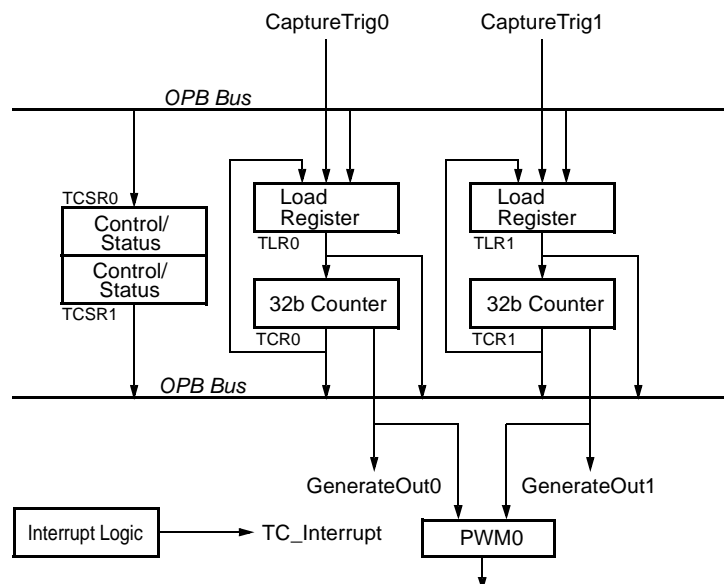 CaptureTrig0 CaptureTrig1
OPB Bus
TCSR0
Load Register Load Register
Control/ Status
TLR0 TLR1
Control/ Status
32b Counter 32b Counter
TCSR1
TCR0 TCR1
OPB Bus
GenerateOut0 GenerateOut1
Interrupt Logic TC_Interrupt PWM0